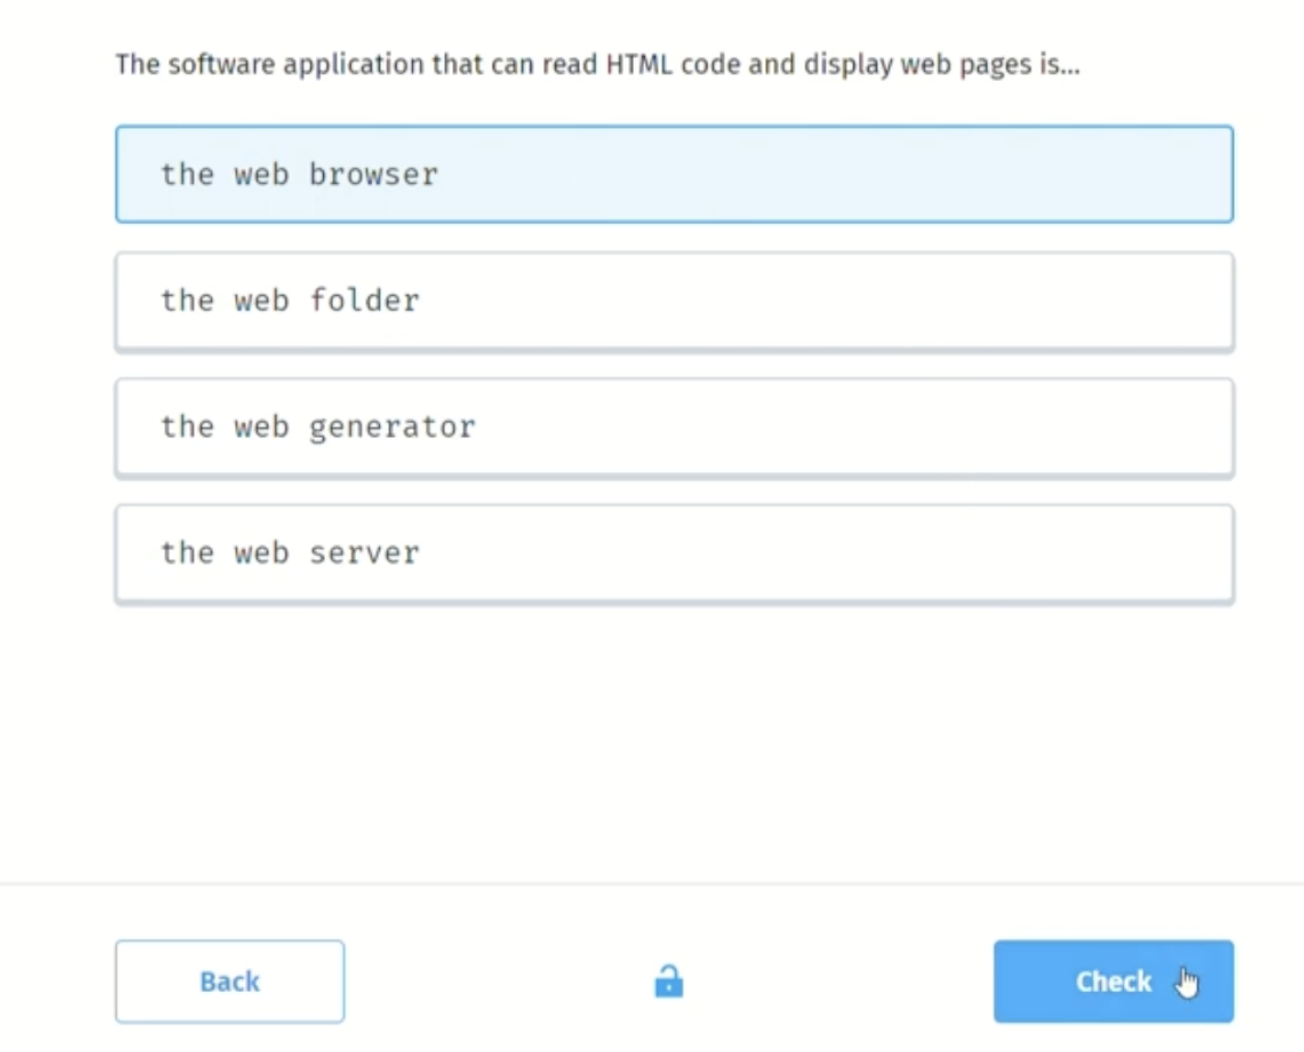 The software application that can read HTML code and display web pages is...
the web browser
the web folder
the web generator
the web server
Back
Check